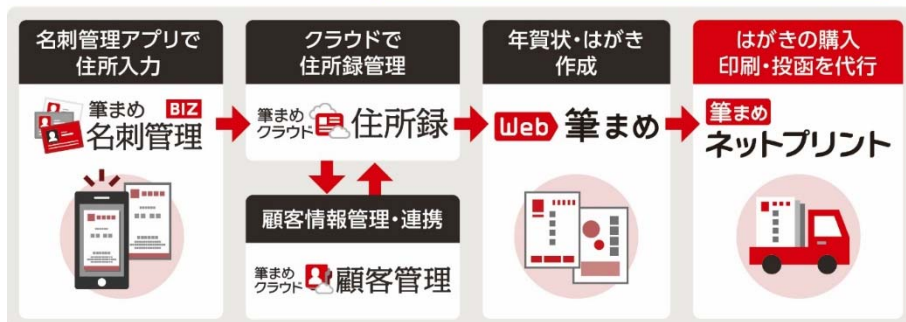 名刺管理アプリで
住所入力
筆まめ BIZ
名刺管理
クラウドで
住所録管理
筆まめ
クラウド 住所録
顧客情報管理・連携
筆まめ
クラウド 顧客管理
年賀状・はがき
作成
Web 筆まめ
はがきの購入
印刷・投函を代行
筆まめ
ネットプリント